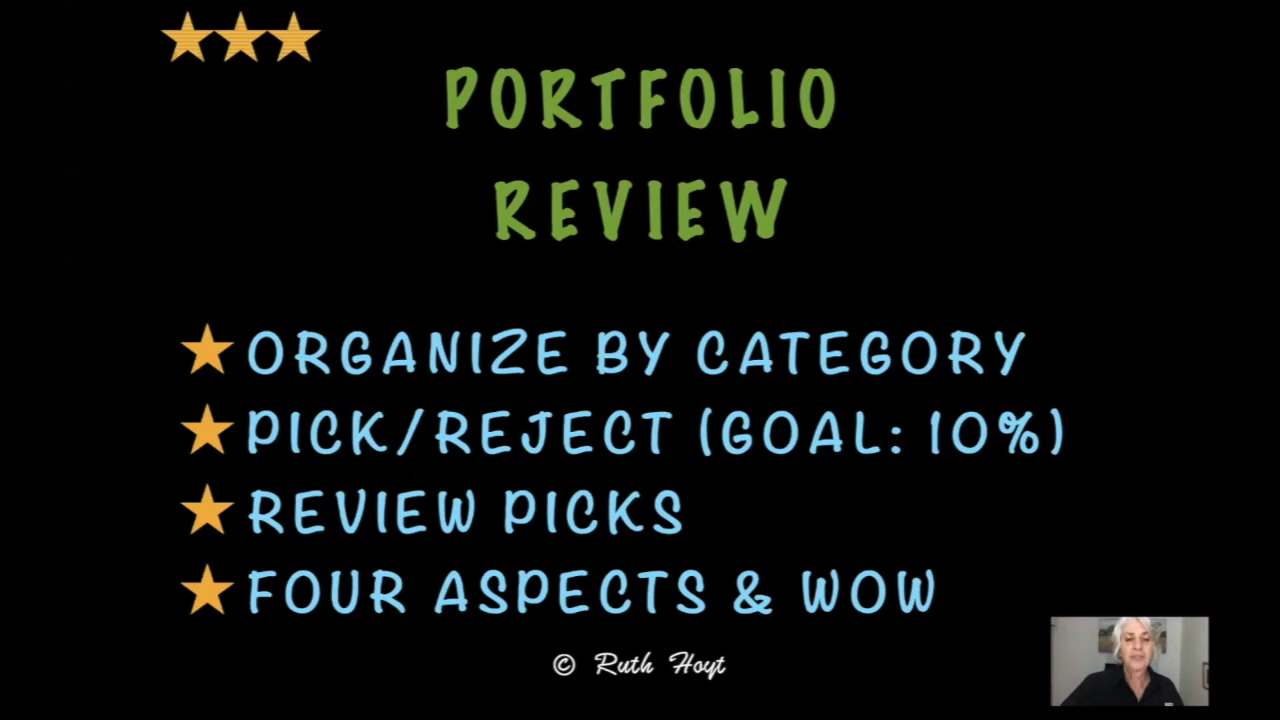 PORTFOLIO
REVIEW
ORGANIZE BY CATEGORY
PICK/REJECT (GOAL: 10%)
REVIEW PICKS
FOUR ASPECTS & WOW
© Ruth Hoyt